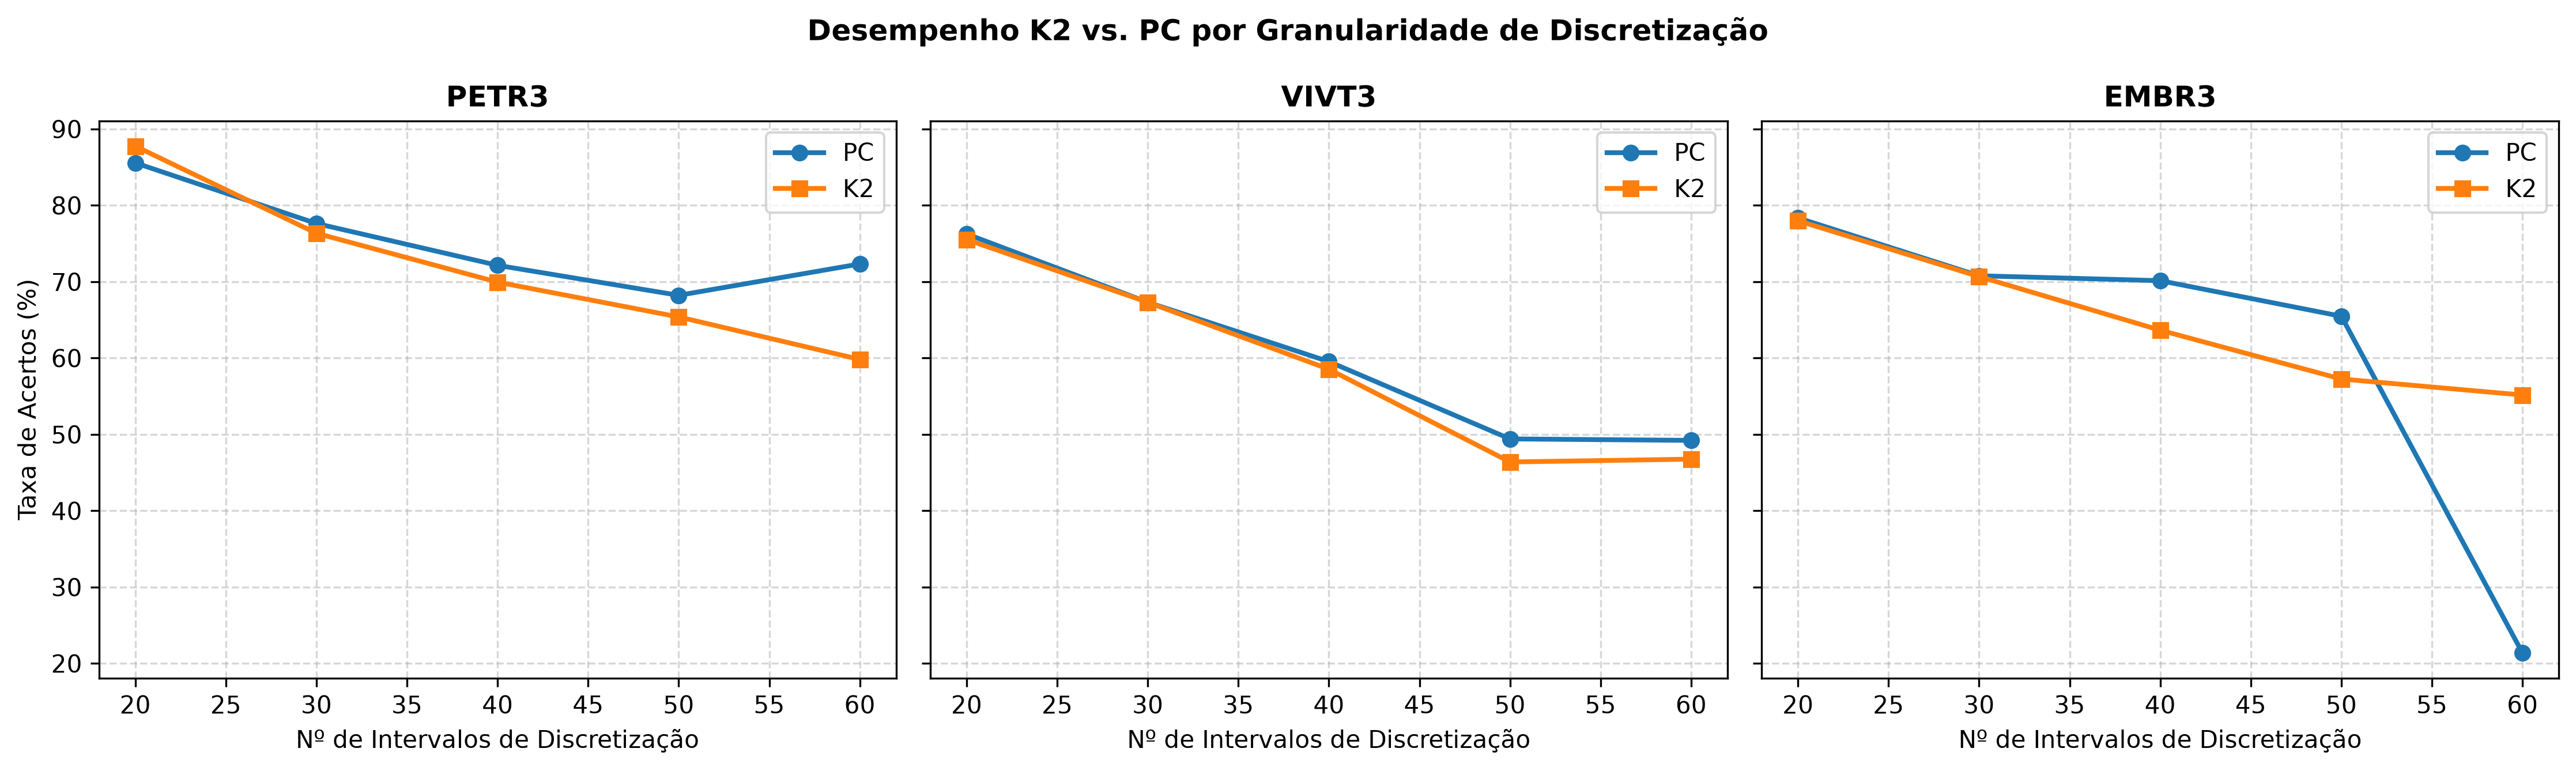 Desempenho K2 vs. PC por Granularidade de Discretização
PETR3
VIVT3
EMBR3
Taxa de Acertos (%)
90
80
70
60
50
40
30
20
PC
K2
PC
K2
PC
K2
20 25 30 35 40 45 50 55 60
20 25 30 35 40 45 50 55 60
20 25 30 35 40 45 50 55 60
Nº de Intervalos de Discretização
Nº de Intervalos de Discretização
Nº de Intervalos de Discretização